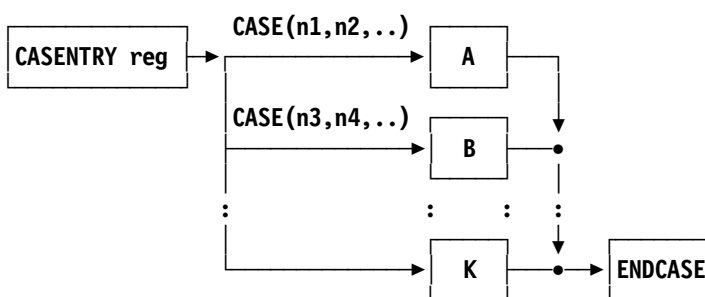 CASE(n1,n2,..)
CASENTRY reg A
CASE(n3,n4,..)
B
: : : :
K ENDCASE